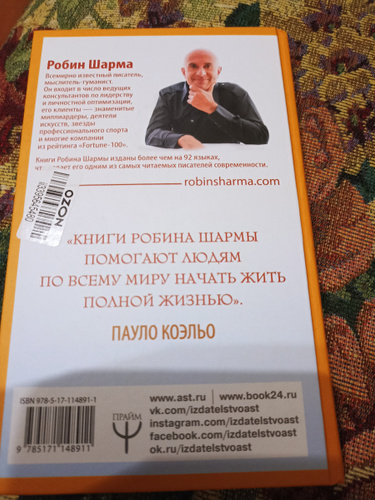 Робин Шарма
Всемирно известный писатель,
мыслитель-гуманист.
Он входит в число ведущих
консультантов по лидерству
и личностной оптимизации,
его клиенты — знаменитые
миллиардеры, деятели
искусств, звезды
профессионального спорта
и многие компании
из рейтинга «Fortune-100».
Книги Робина Шармы изданы более чем на 92 языках,
его одним из самых читаемых писателей современности.
robinsharma.com
OZON
«КНИГИ РОБИНА ШАРМЫ
ПОМОГАЮТ ЛЮДЯМ
ПО ВСЕМУ МИРУ НАЧАТЬ ЖИТЬ
ПОЛНОЙ ЖИЗНЬЮ».
ПАУЛО КОЭЛЬО
ISBN 978-5-17-114891-1
9785171148911
ПРАЙМ
www.ast.ru | www.book24.ru
vk.com/izdatelstvoast
instagram.com/izdatelstvoast
facebook.com/izdatelstvoast
ok.ru/izdatelstvoast